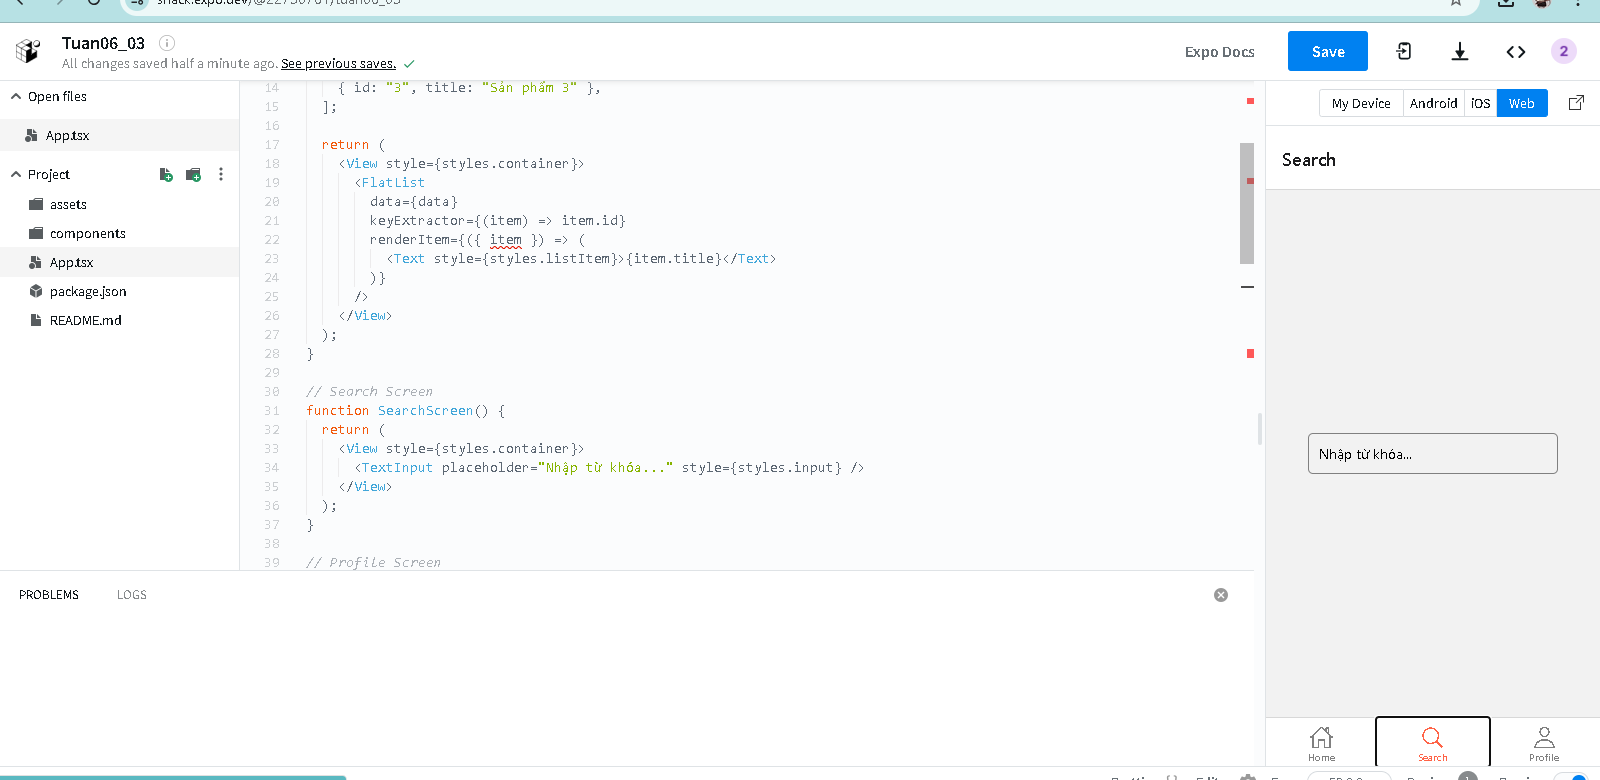 Tuan06_03
All changes saved half a minute ago. See previous saves.
Expo Docs
Save
2
Open files
App.tsx
Project
assets
components
App.tsx
package.json
README.md
14 { id: "3", title: "Sản phẩm 3" },
15 ];
16
17 return (
18 <View style={styles.container}>
19 <FlatList
20 data={data}
21 keyExtractor={(item) => item.id}
22 renderItem={({ item }) => (
23 <Text style={styles.listItem}>{item.title}</Text>
24 )}
25 />
26 </View>
27 );
28 }
29
30 // Search Screen
31 function SearchScreen() {
32 return (
33 <View style={styles.container}>
34 <TextInput placeholder="Nhập từ khóa..." style={styles.input} />
35 </View>
36 );
37 }
38
39 // Profile Screen
PROBLEMS LOGS
My Device Android iOS Web
Search
Nhập từ khóa...
Home Search Profile